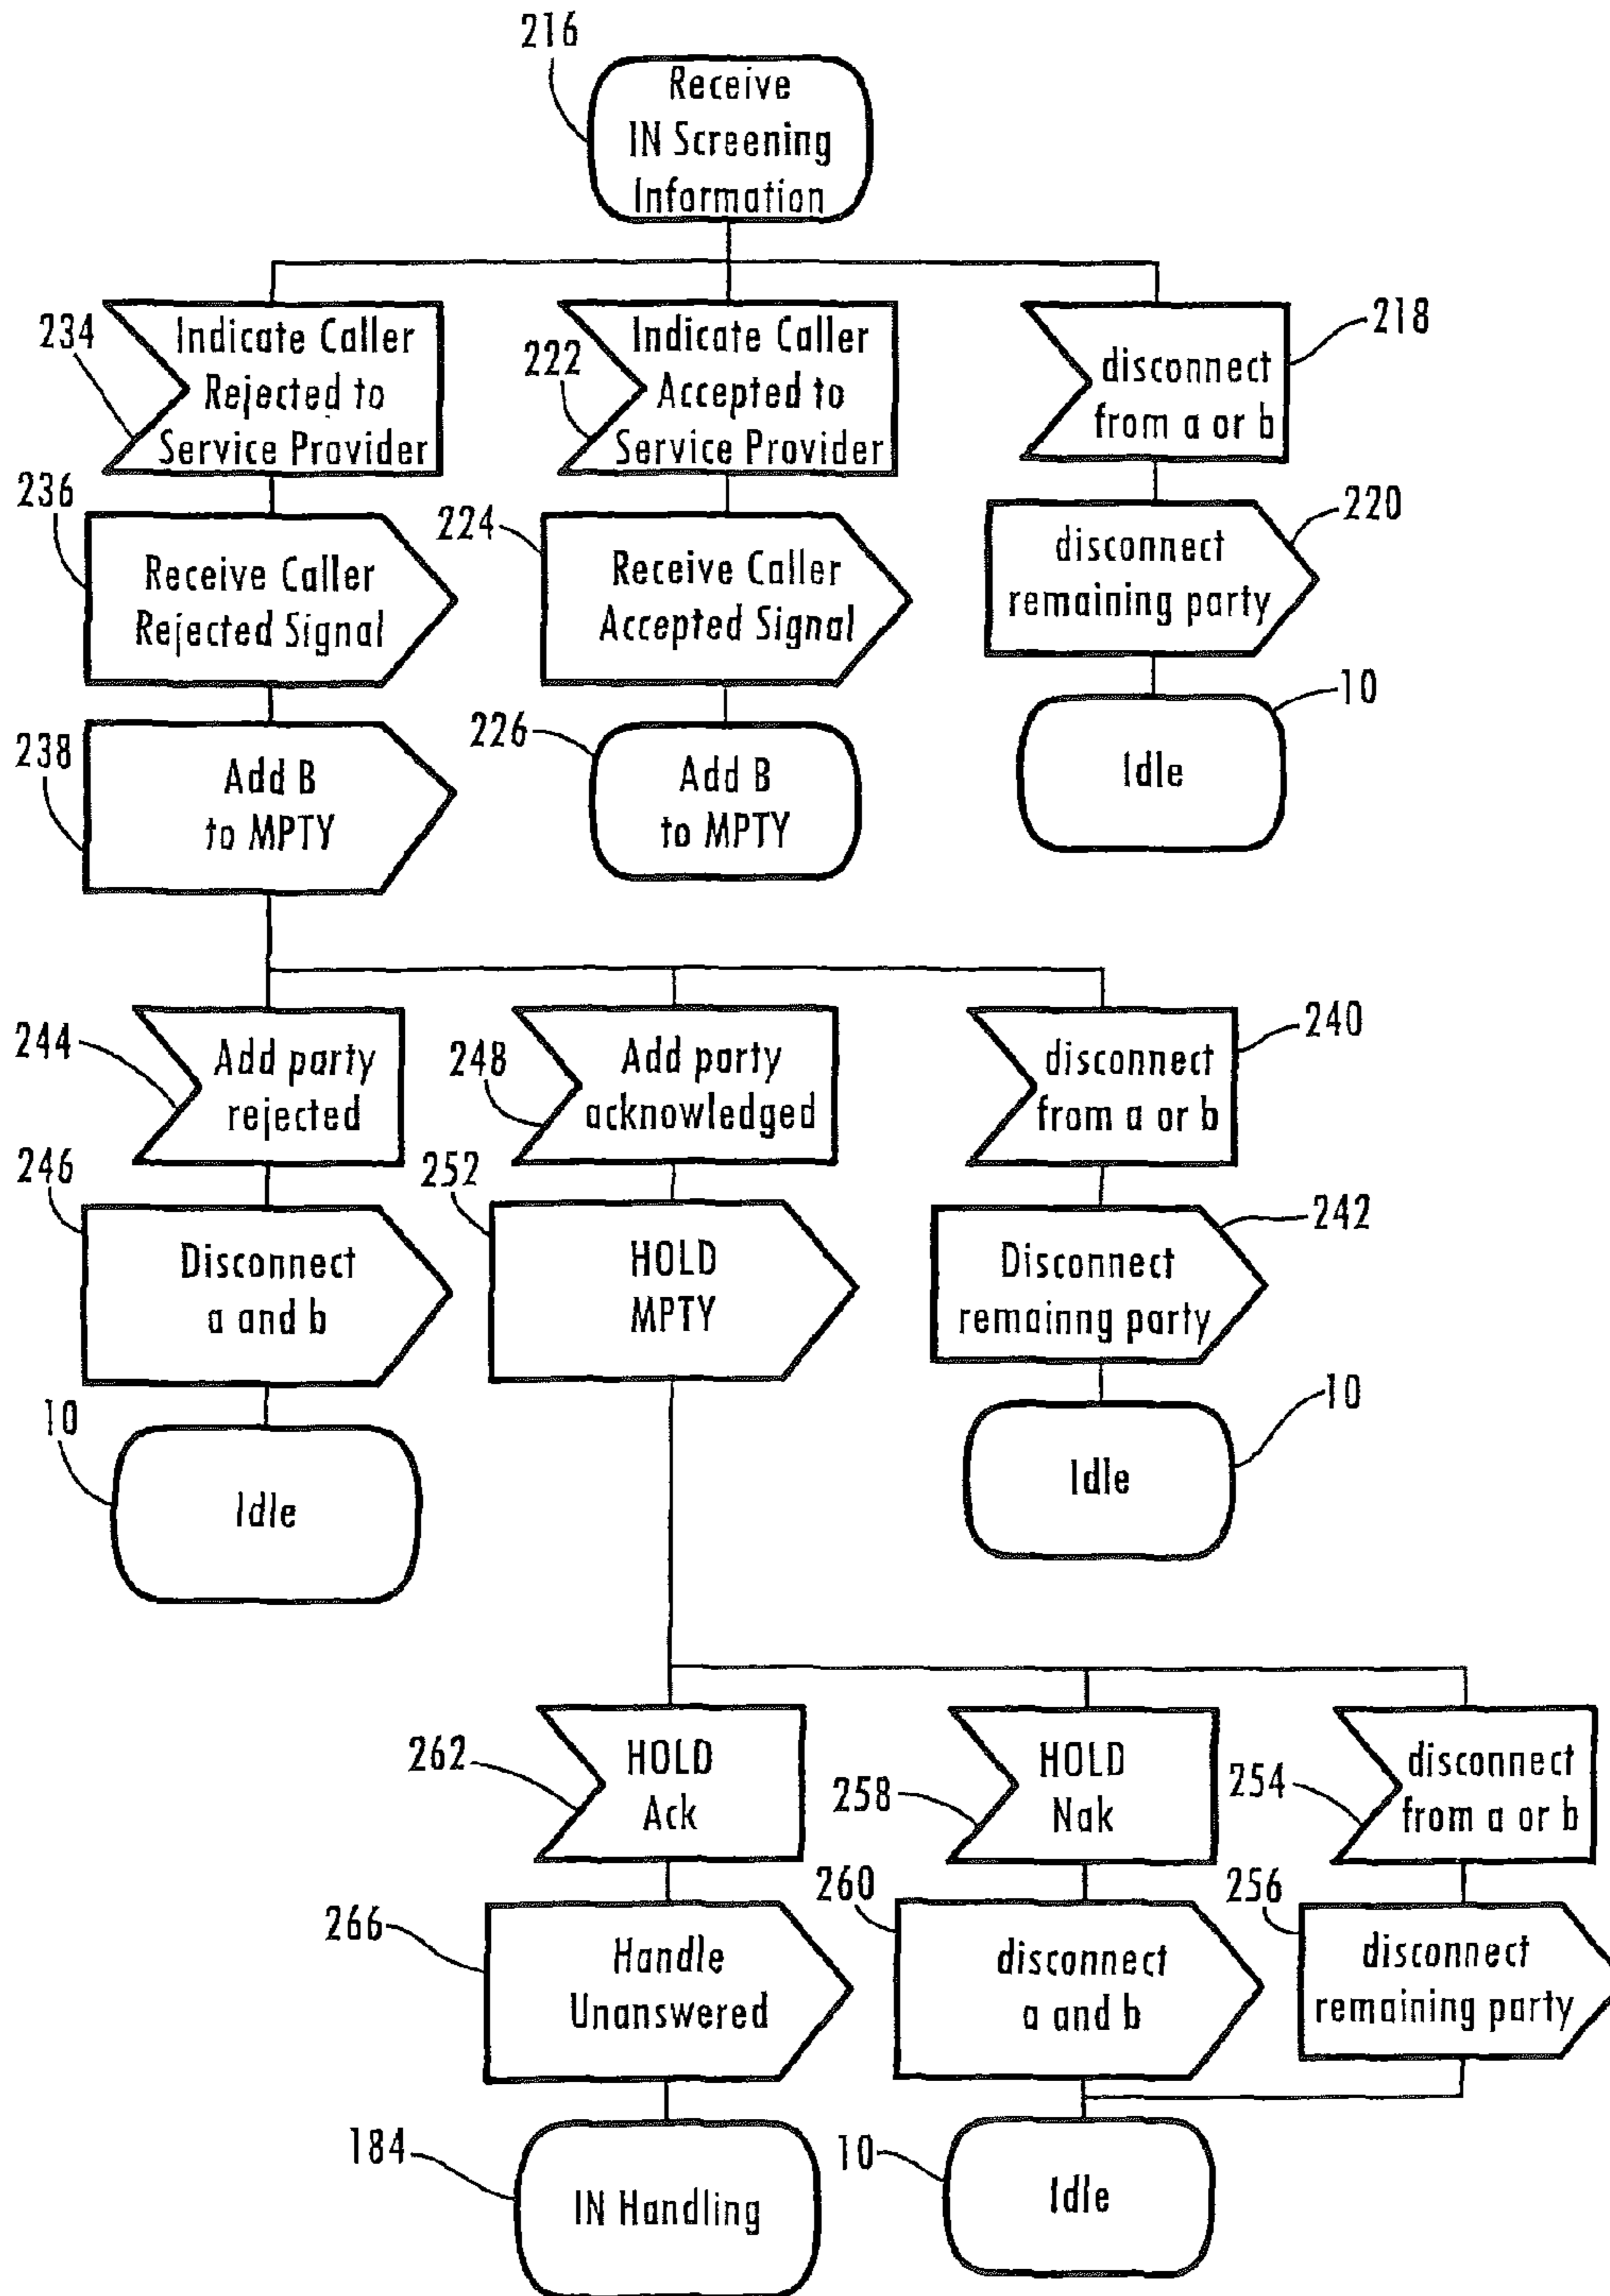 216
Receive
IN Screening
Information
234
Indicate Caller
Rejected to
Service Provider
222
Indicate Caller
Accepted to
Service Provider
218
disconnect
from a or b
236
Receive Caller
Rejected Signal
224
Receive Caller
Accepted Signal
220
disconnect
remaining party
238
Add B
to MPTY
226
Add B
to MPTY
10
Idle
244
Add party
rejected
248
Add party
acknowledged
240
disconnect
from a or b
246
Disconnect
a and b
252
HOLD
MPTY
242
Disconnect
remainng party
10
Idle
10
Idle
262
HOLD
Ack
258
HOLD
Nak
254
disconnect
from a or b
266
Handle
Unanswered
260
disconnect
a and b
256
disconnect
remaining party
184
IN Handling
10
Idle